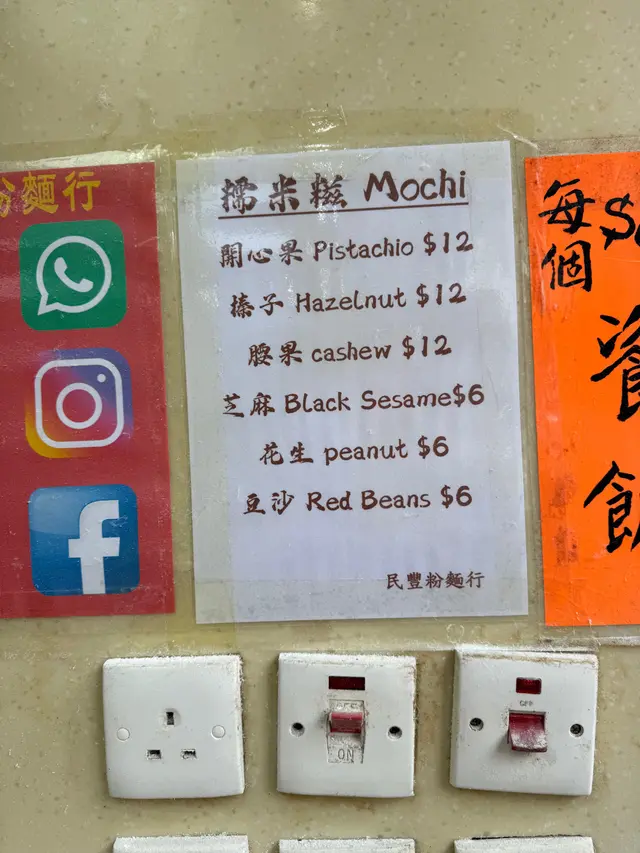 粉麵行
糯米糍 Mochi
開心果 Pistachio $12
榛子 Hazelnut $12
腰果 cashew $12
芝麻 Black Sesame$6
花生 peanut $6
豆沙 Red Beans $6
民豐粉麵行
每個
$
OFF
ON
OFF